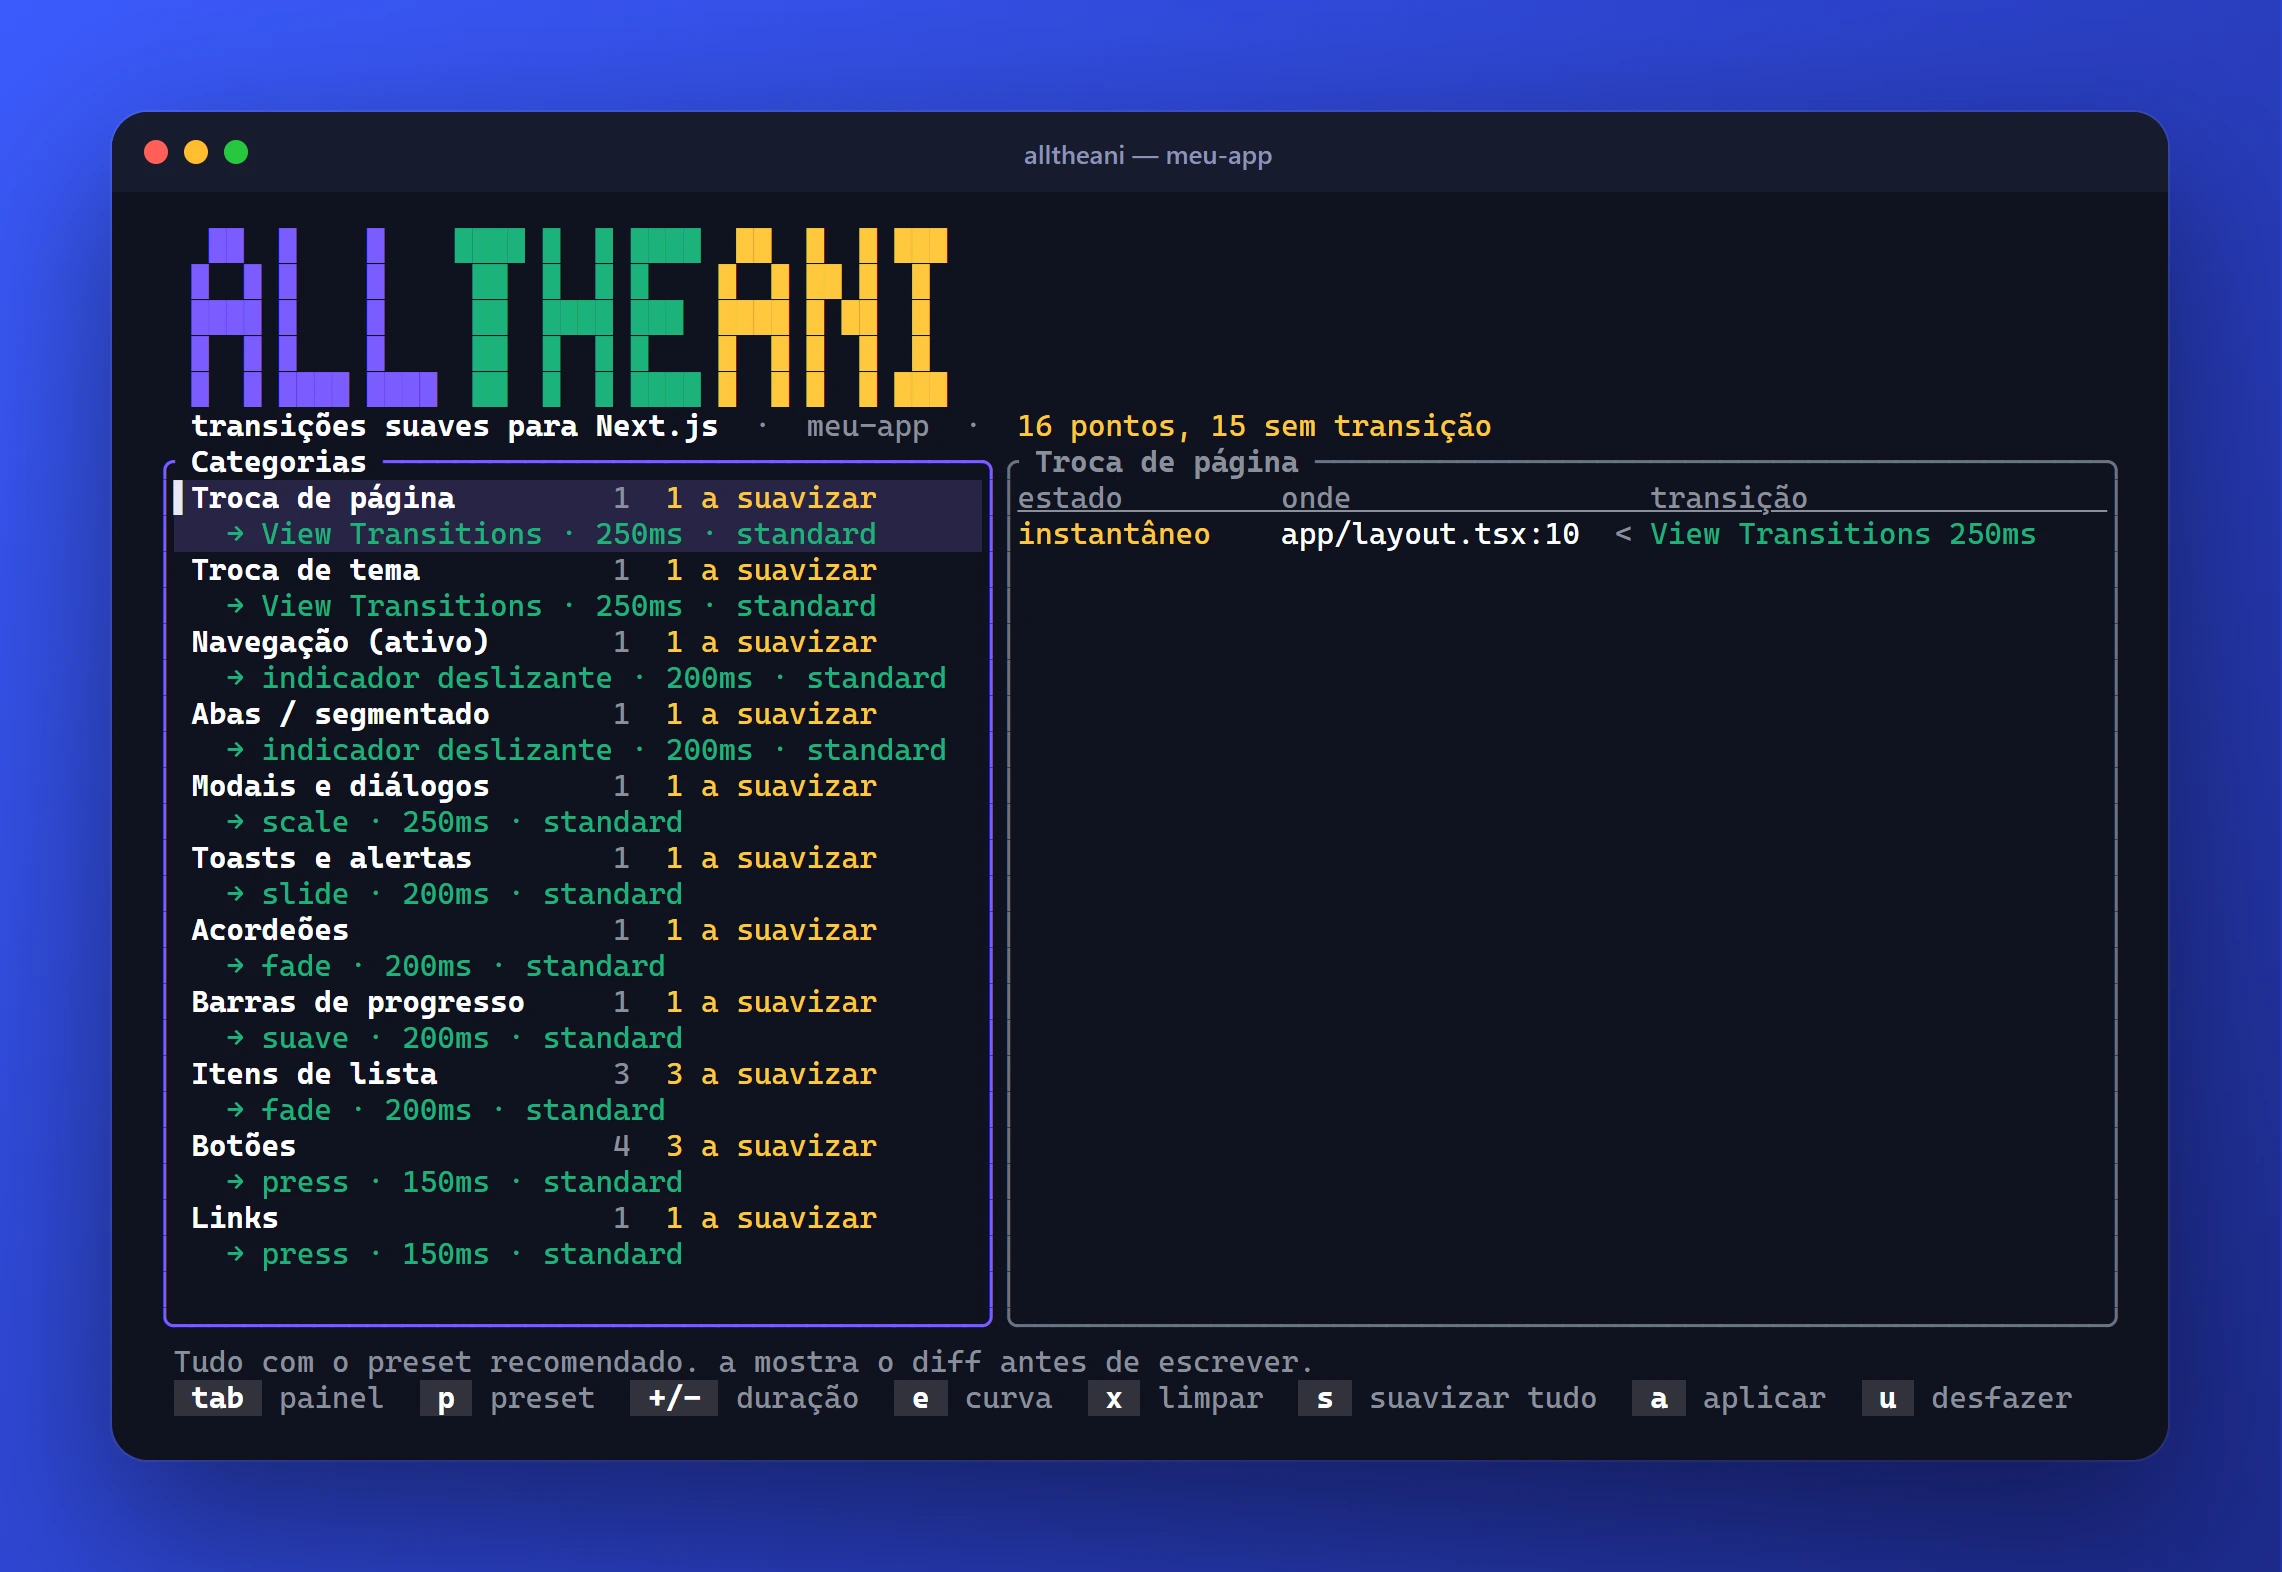 alltheani — meu-app
ALLTHEANI
transições suaves para Next.js · meu-app · 16 pontos, 15 sem transição
Categorias
Troca de página 1 1 a suavizar
→ View Transitions · 250ms · standard
Troca de tema 1 1 a suavizar
→ View Transitions · 250ms · standard
Navegação (ativo) 1 1 a suavizar
→ indicador deslizante · 200ms · standard
Abas / segmentado 1 1 a suavizar
→ indicador deslizante · 200ms · standard
Modais e diálogos 1 1 a suavizar
→ scale · 250ms · standard
Toasts e alertas 1 1 a suavizar
→ slide · 200ms · standard
Acordeões 1 1 a suavizar
→ fade · 200ms · standard
Barras de progresso 1 1 a suavizar
→ suave · 200ms · standard
Itens de lista 3 3 a suavizar
→ fade · 200ms · standard
Botões 4 3 a suavizar
→ press · 150ms · standard
Links 1 1 a suavizar
→ press · 150ms · standard
Troca de página
estado onde transição
instantâneo app/layout.tsx:10 < View Transitions 250ms
Tudo com o preset recomendado. a mostra o diff antes de escrever.
tab painel p preset +/- duração e curva x limpar s suavizar tudo a aplicar u desfazer